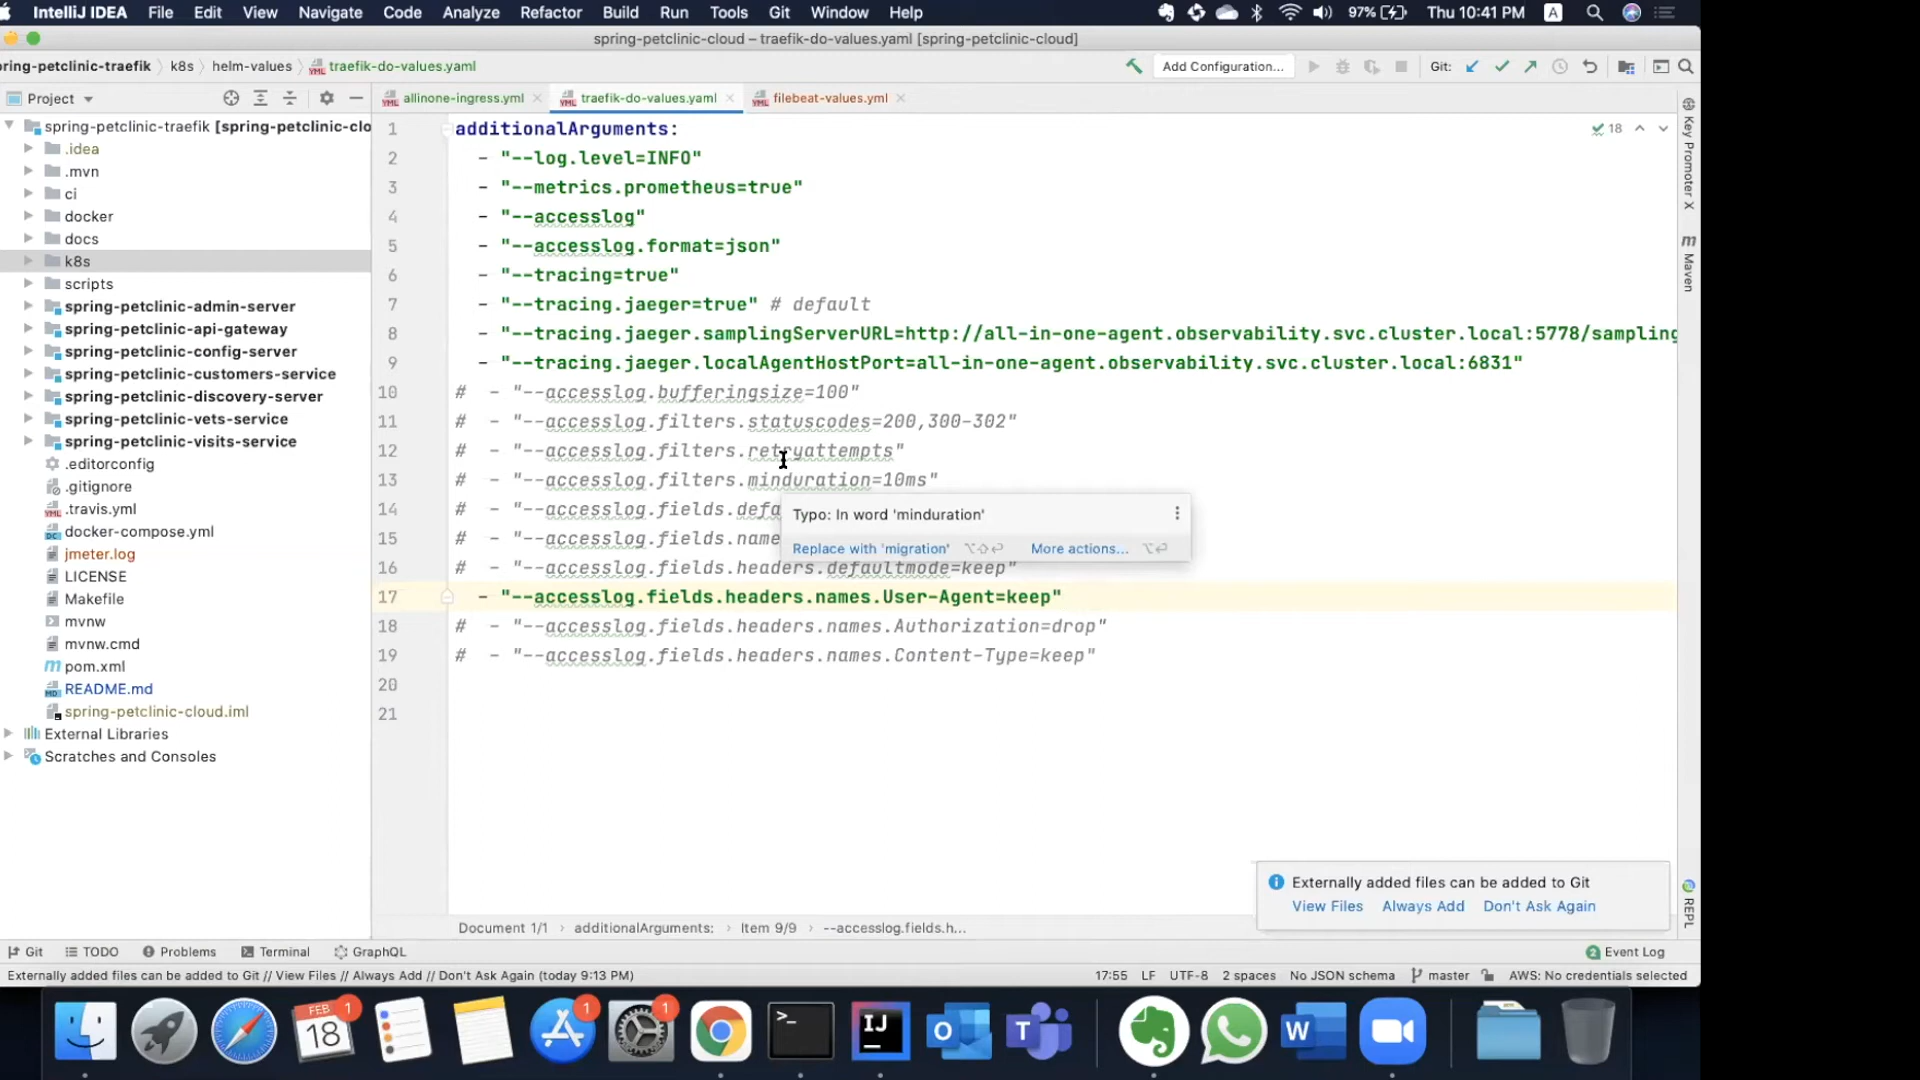 IntelliJ IDEA File Edit View Navigate Code Analyze Refactor Build Run Tools Git Window Help 97% Thu 10:41 PM A
spring-petclinic-cloud – traefik-do-values.yaml [spring-petclinic-cloud]
pring-petclinic-traefik › k8s › helm-values › traefik-do-values.yaml Add Configuration... Git:
Project allinone-ingress.yml traefik-do-values.yaml filebeat-values.yml
spring-petclinic-traefik [spring-petclinic-clo
.idea
.mvn
ci
docker
docs
k8s
scripts
spring-petclinic-admin-server
spring-petclinic-api-gateway
spring-petclinic-config-server
spring-petclinic-customers-service
spring-petclinic-discovery-server
spring-petclinic-vets-service
spring-petclinic-visits-service
.editorconfig
.gitignore
.travis.yml
docker-compose.yml
jmeter.log
LICENSE
Makefile
mvnw
mvnw.cmd
pom.xml
README.md
spring-petclinic-cloud.iml
External Libraries
Scratches and Consoles
1 additionalArguments:
2 - "--log.level=INFO"
3 - "--metrics.prometheus=true"
4 - "--accesslog"
5 - "--accesslog.format=json"
6 - "--tracing=true"
7 - "--tracing.jaeger=true" # default
8 - "--tracing.jaeger.samplingServerURL=http://all-in-one-agent.observability.svc.cluster.local:5778/sampling
9 - "--tracing.jaeger.localAgentHostPort=all-in-one-agent.observability.svc.cluster.local:6831"
10 # - "--accesslog.bufferingsize=100"
11 # - "--accesslog.filters.statuscodes=200,300-302"
12 # - "--accesslog.filters.retryattempts"
13 # - "--accesslog.filters.minduration=10ms"
14 # - "--accesslog.fields.defa
15 # - "--accesslog.fields.name
16 # - "--accesslog.fields.headers.defaultmode=keep"
17 - "--accesslog.fields.headers.names.User-Agent=keep"
18 # - "--accesslog.fields.headers.names.Authorization=drop"
19 # - "--accesslog.fields.headers.names.Content-Type=keep"
20
21
18
Typo: In word 'minduration'
Replace with 'migration' ⌥⇧⏎ More actions... ⌥⏎
Key Promoter X
m Maven
REPL
Externally added files can be added to Git
View Files Always Add Don't Ask Again
Document 1/1 › additionalArguments: › Item 9/9 › --accesslog.fields.h...
Git TODO Problems Terminal GraphQL 2 Event Log
Externally added files can be added to Git // View Files // Always Add // Don't Ask Again (today 9:13 PM) 17:55 LF UTF-8 2 spaces No JSON schema master AWS: No credentials selected
FEB 18 1 1 1 >_ IJ O T W